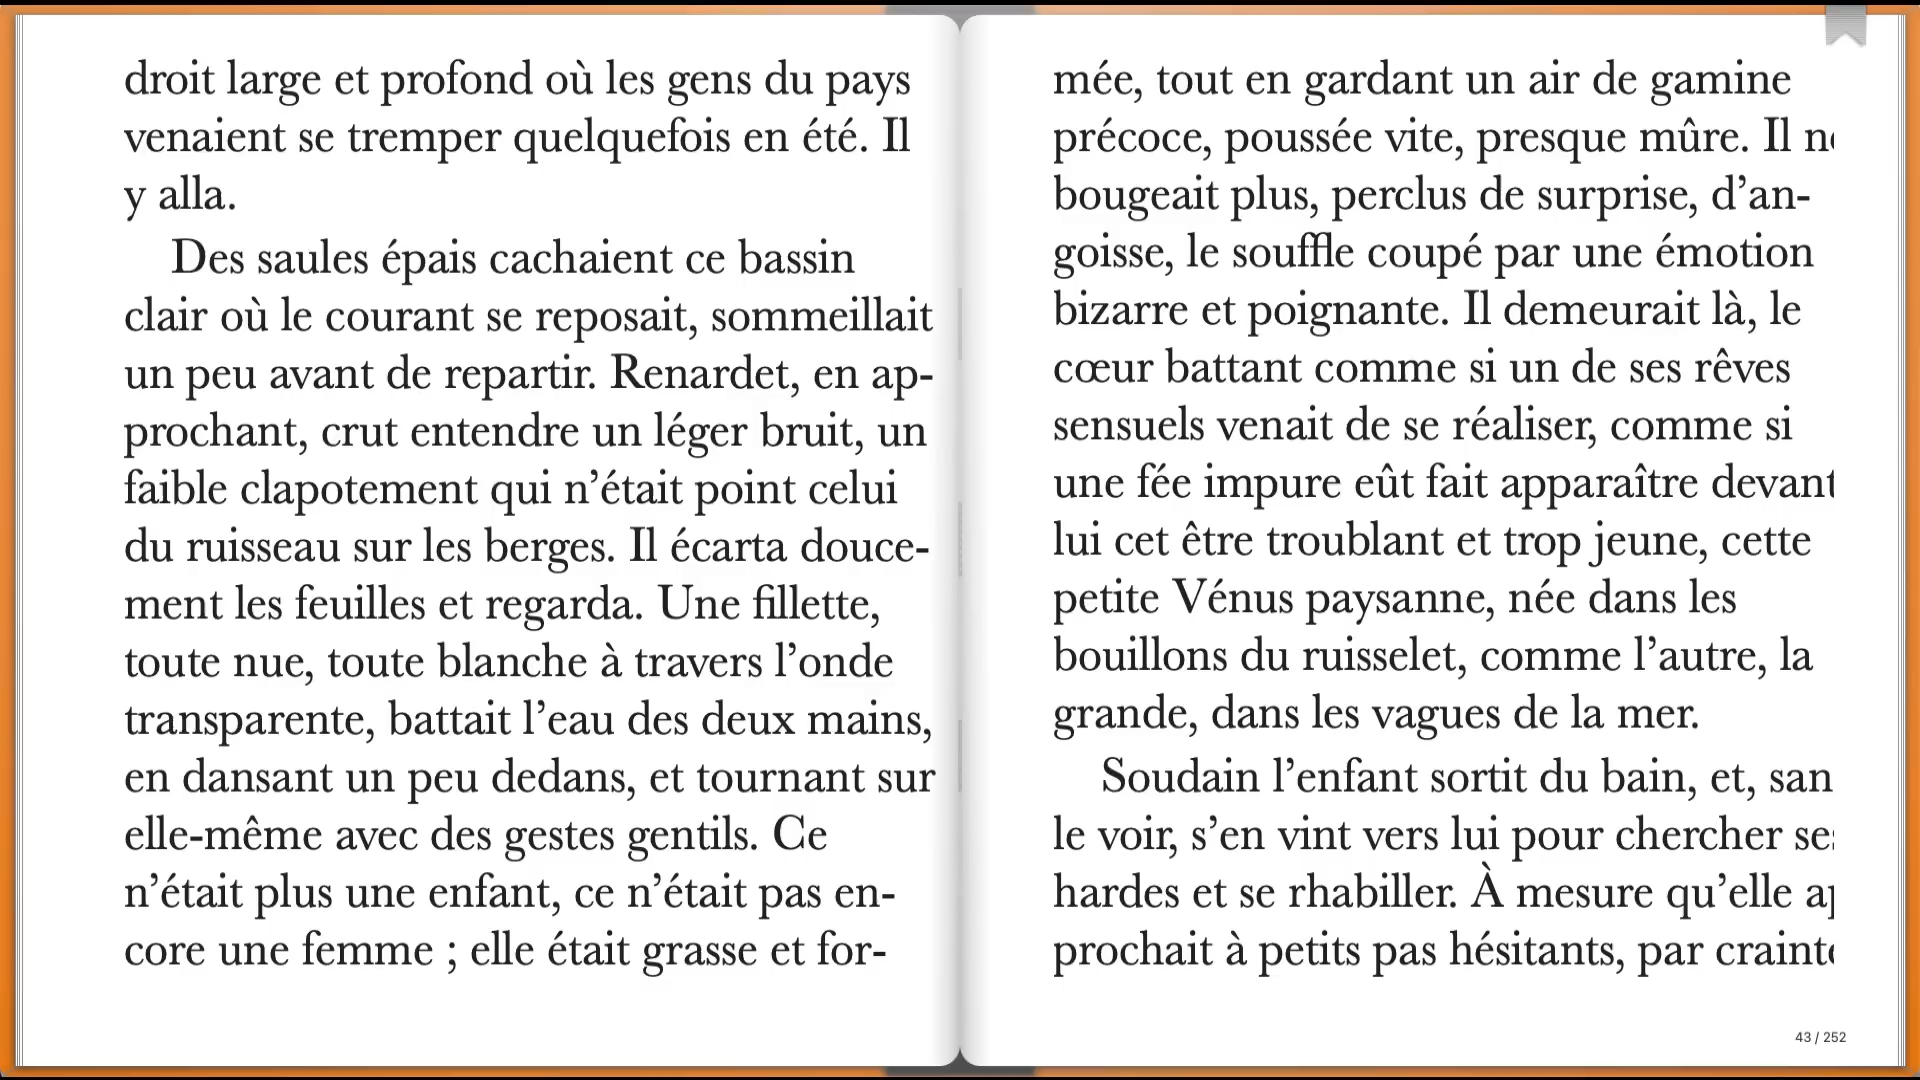 droit large et profond où les gens du pays
venaient se tremper quelquefois en été. Il
y alla.
Des saules épais cachaient ce bassin
clair où le courant se reposait, sommeillait
un peu avant de repartir. Renardet, en ap-
prochant, crut entendre un léger bruit, un
faible clapotement qui n’était point celui
du ruisseau sur les berges. Il écarta douce-
ment les feuilles et regarda. Une fillette,
toute nue, toute blanche à travers l’onde
transparente, battait l’eau des deux mains,
en dansant un peu dedans, et tournant sur
elle-même avec des gestes gentils. Ce
n’était plus une enfant, ce n’était pas en-
core une femme ; elle était grasse et for-
mée, tout en gardant un air de gamine
précoce, poussée vite, presque mûre. Il
bougeait plus, perclus de surprise, d’an-
goisse, le souffle coupé par une émotion
bizarre et poignante. Il demeurait là, le
cœur battant comme si un de ses rêves
sensuels venait de se réaliser, comme si
une fée impure eût fait apparaître devant
lui cet être troublant et trop jeune, cette
petite Vénus paysanne, née dans les
bouillons du ruisselet, comme l’autre, la
grande, dans les vagues de la mer.
Soudain l’enfant sortit du bain, et, san
le voir, s’en vint vers lui pour chercher
hardes et se rhabiller. À mesure qu’elle
prochait à petits pas hésitants, par
43 / 252